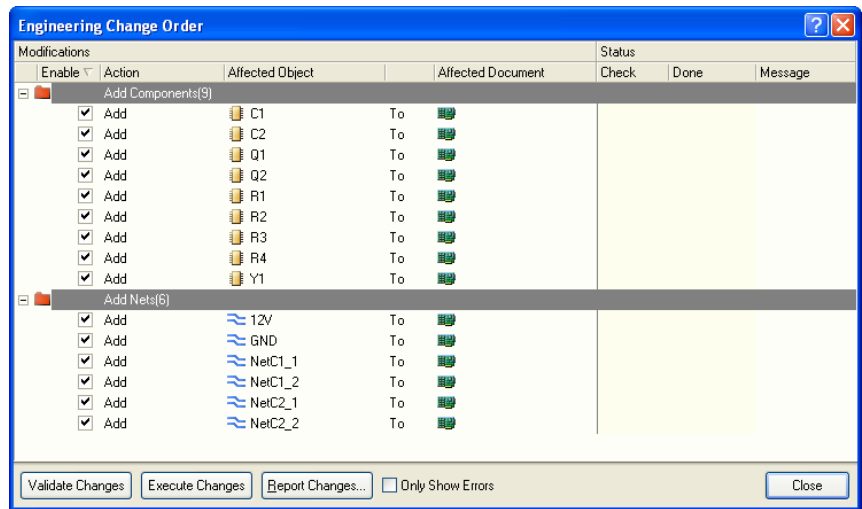 Engineering Change Order
Modifications Status
Enable Action Affected Object Affected Document Check Done Message
Add Components(9)
Add C1 To
Add C2 To
Add Q1 To
Add Q2 To
Add R1 To
Add R2 To
Add R3 To
Add R4 To
Add Y1 To
Add Nets(6)
Add 12V To
Add GND To
Add NetC1_1 To
Add NetC1_2 To
Add NetC2_1 To
Add NetC2_2 To
Validate Changes Execute Changes Report Changes... Only Show Errors Close